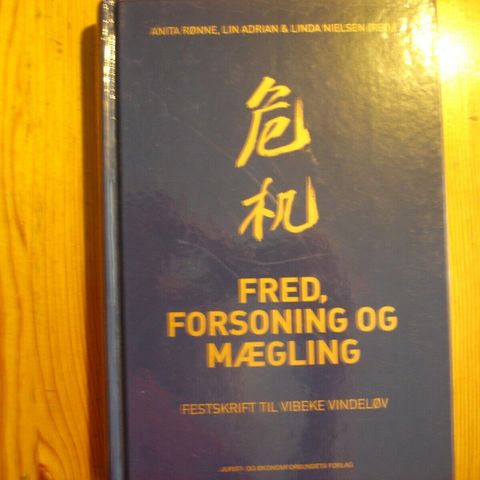 ANITA RØNNE, LIN ADRIAN & LINDA NIELSEN (RED.)
危
机
FRED,
FORSONING OG
MÆGLING
FESTSKRIFT TIL VIBEKE VINDELØV
JURIST- OG ØKONOMFORBUNDETS FORLAG